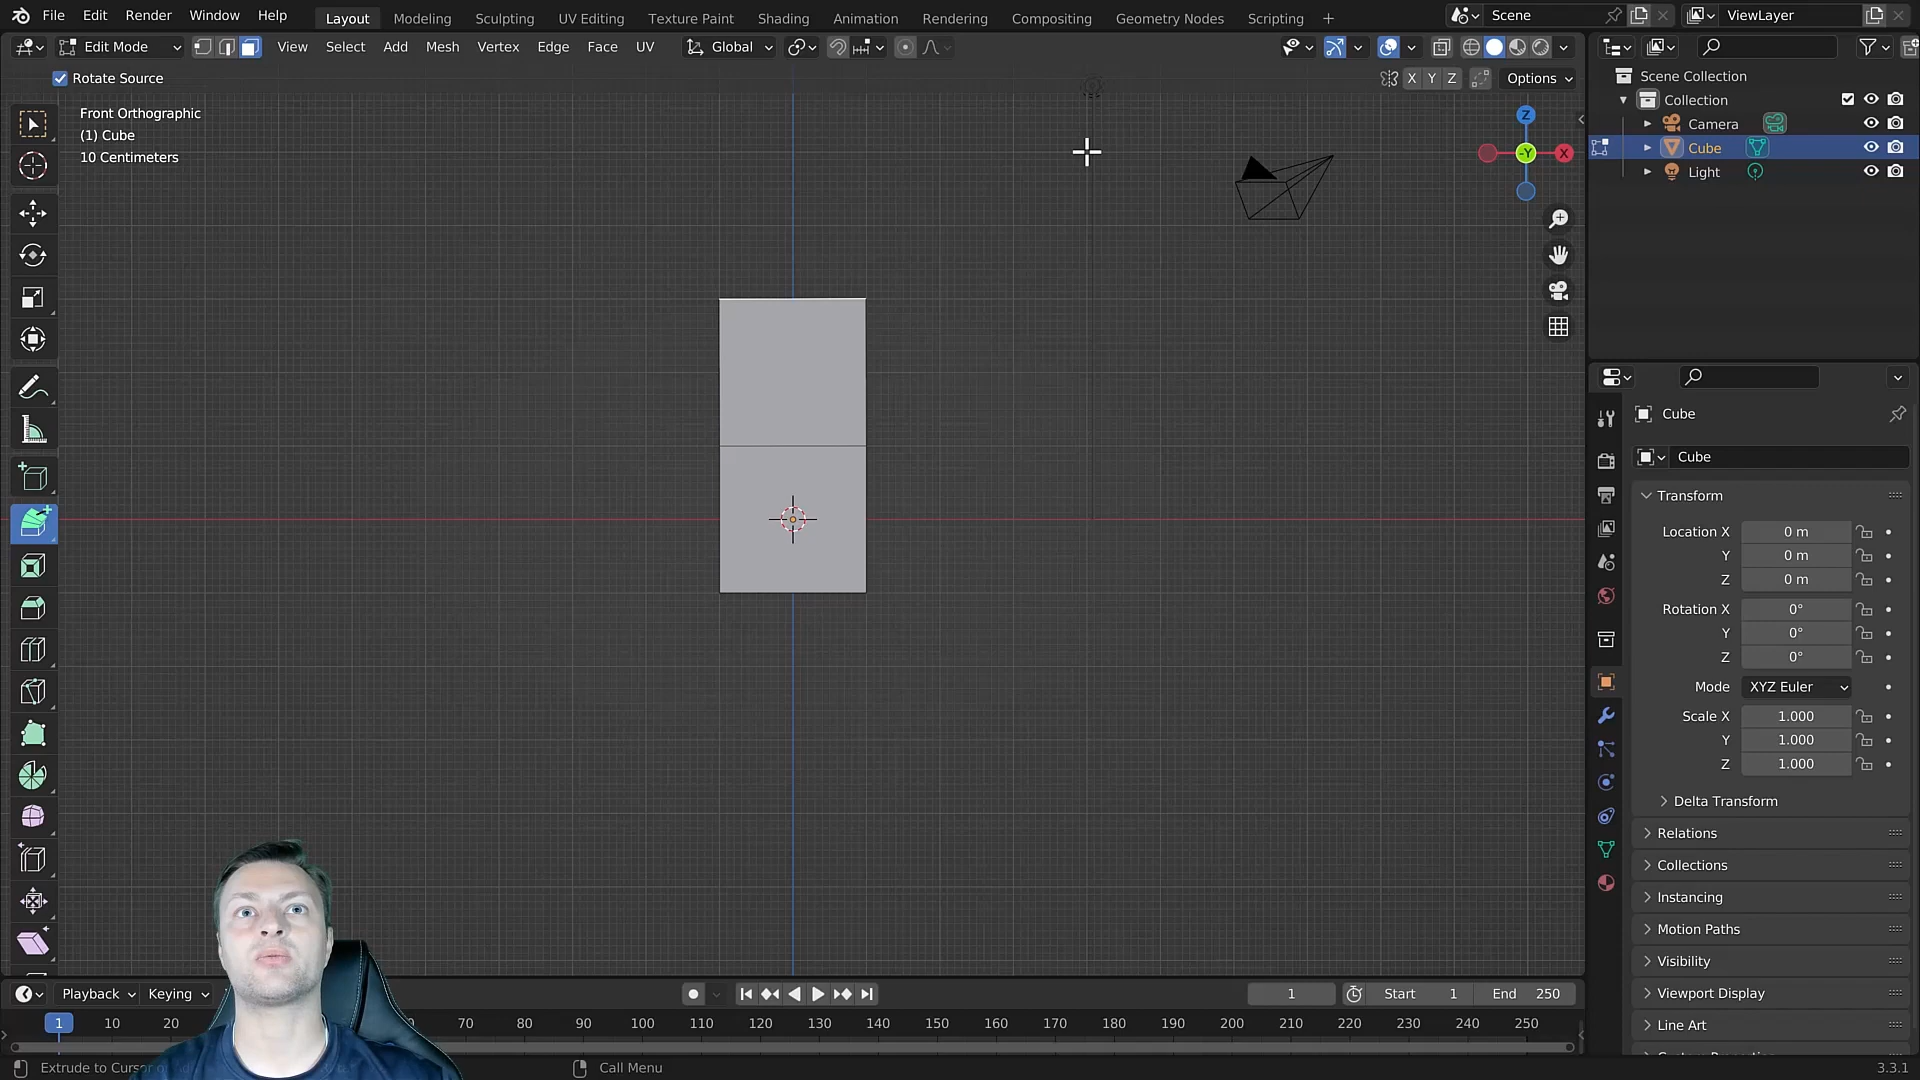 File Edit Render Window Help Layout Modeling Sculpting UV Editing Texture Paint Shading Animation Rendering Compositing Geometry Nodes Scripting + Scene ViewLayer
Edit Mode View Select Add Mesh Vertex Edge Face UV Global
Rotate Source X Y Z Options
Front Orthographic
(1) Cube
10 Centimeters
Z
-Y
X
Scene Collection
Collection
Camera
Cube
Light
Cube
Cube
Transform
Location X 0 m
Y 0 m
Z 0 m
Rotation X 0°
Y 0°
Z 0°
Mode XYZ Euler
Scale X 1.000
Y 1.000
Z 1.000
Delta Transform
Relations
Collections
Instancing
Motion Paths
Visibility
Viewport Display
Line Art
Playback Keying 1 Start 1 End 250
1 10 20 70 80 90 100 110 120 130 140 150 160 170 180 190 200 210 220 230 240 250
Extrude to Cursor Call Menu 3.3.1